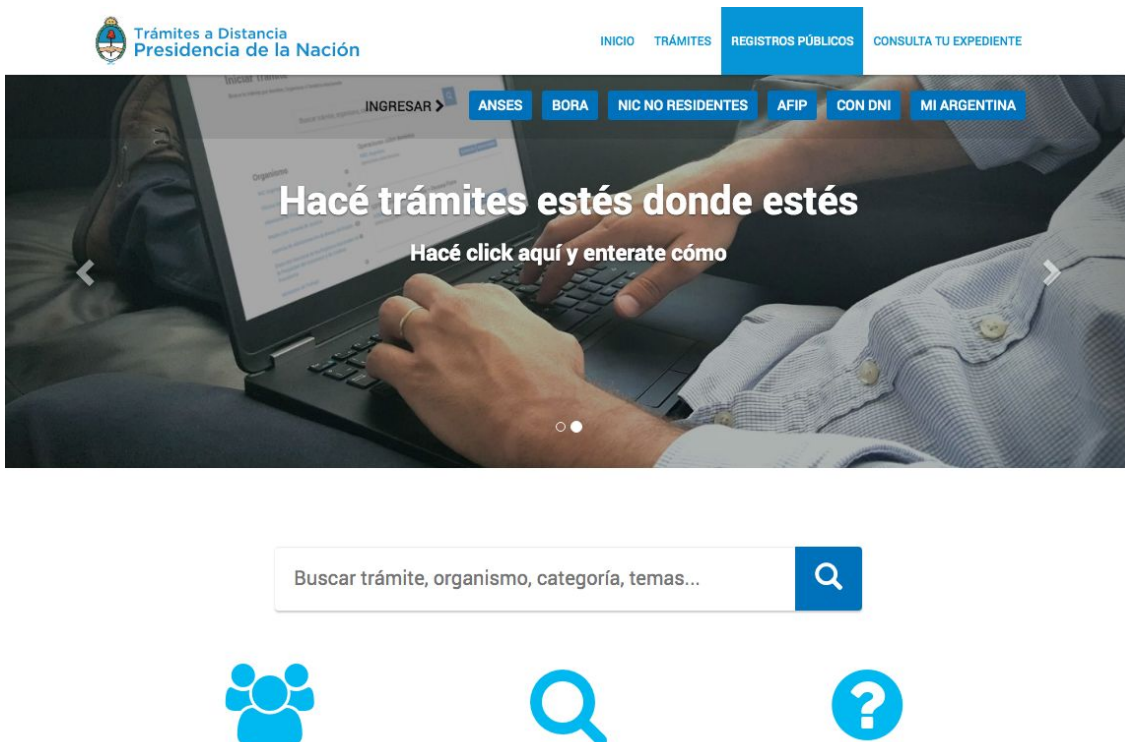 Trámites a Distancia
Presidencia de la Nación
INICIO TRÁMITES REGISTROS PÚBLICOS CONSULTA TU EXPEDIENTE
INGRESAR ANSES BORA NIC NO RESIDENTES AFIP CON DNI MI ARGENTINA
Iniciar
Organismo
Hacé trámites estés donde estés
Hacé click aquí y enterate cómo
Buscar trámite, organismo, categoría, temas...